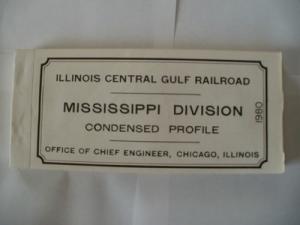 ILLINOIS CENTRAL GULF RAILROAD
MISSISSIPPI DIVISION
CONDENSED PROFILE
1980
OFFICE OF CHIEF ENGINEER, CHICAGO, ILLINOIS